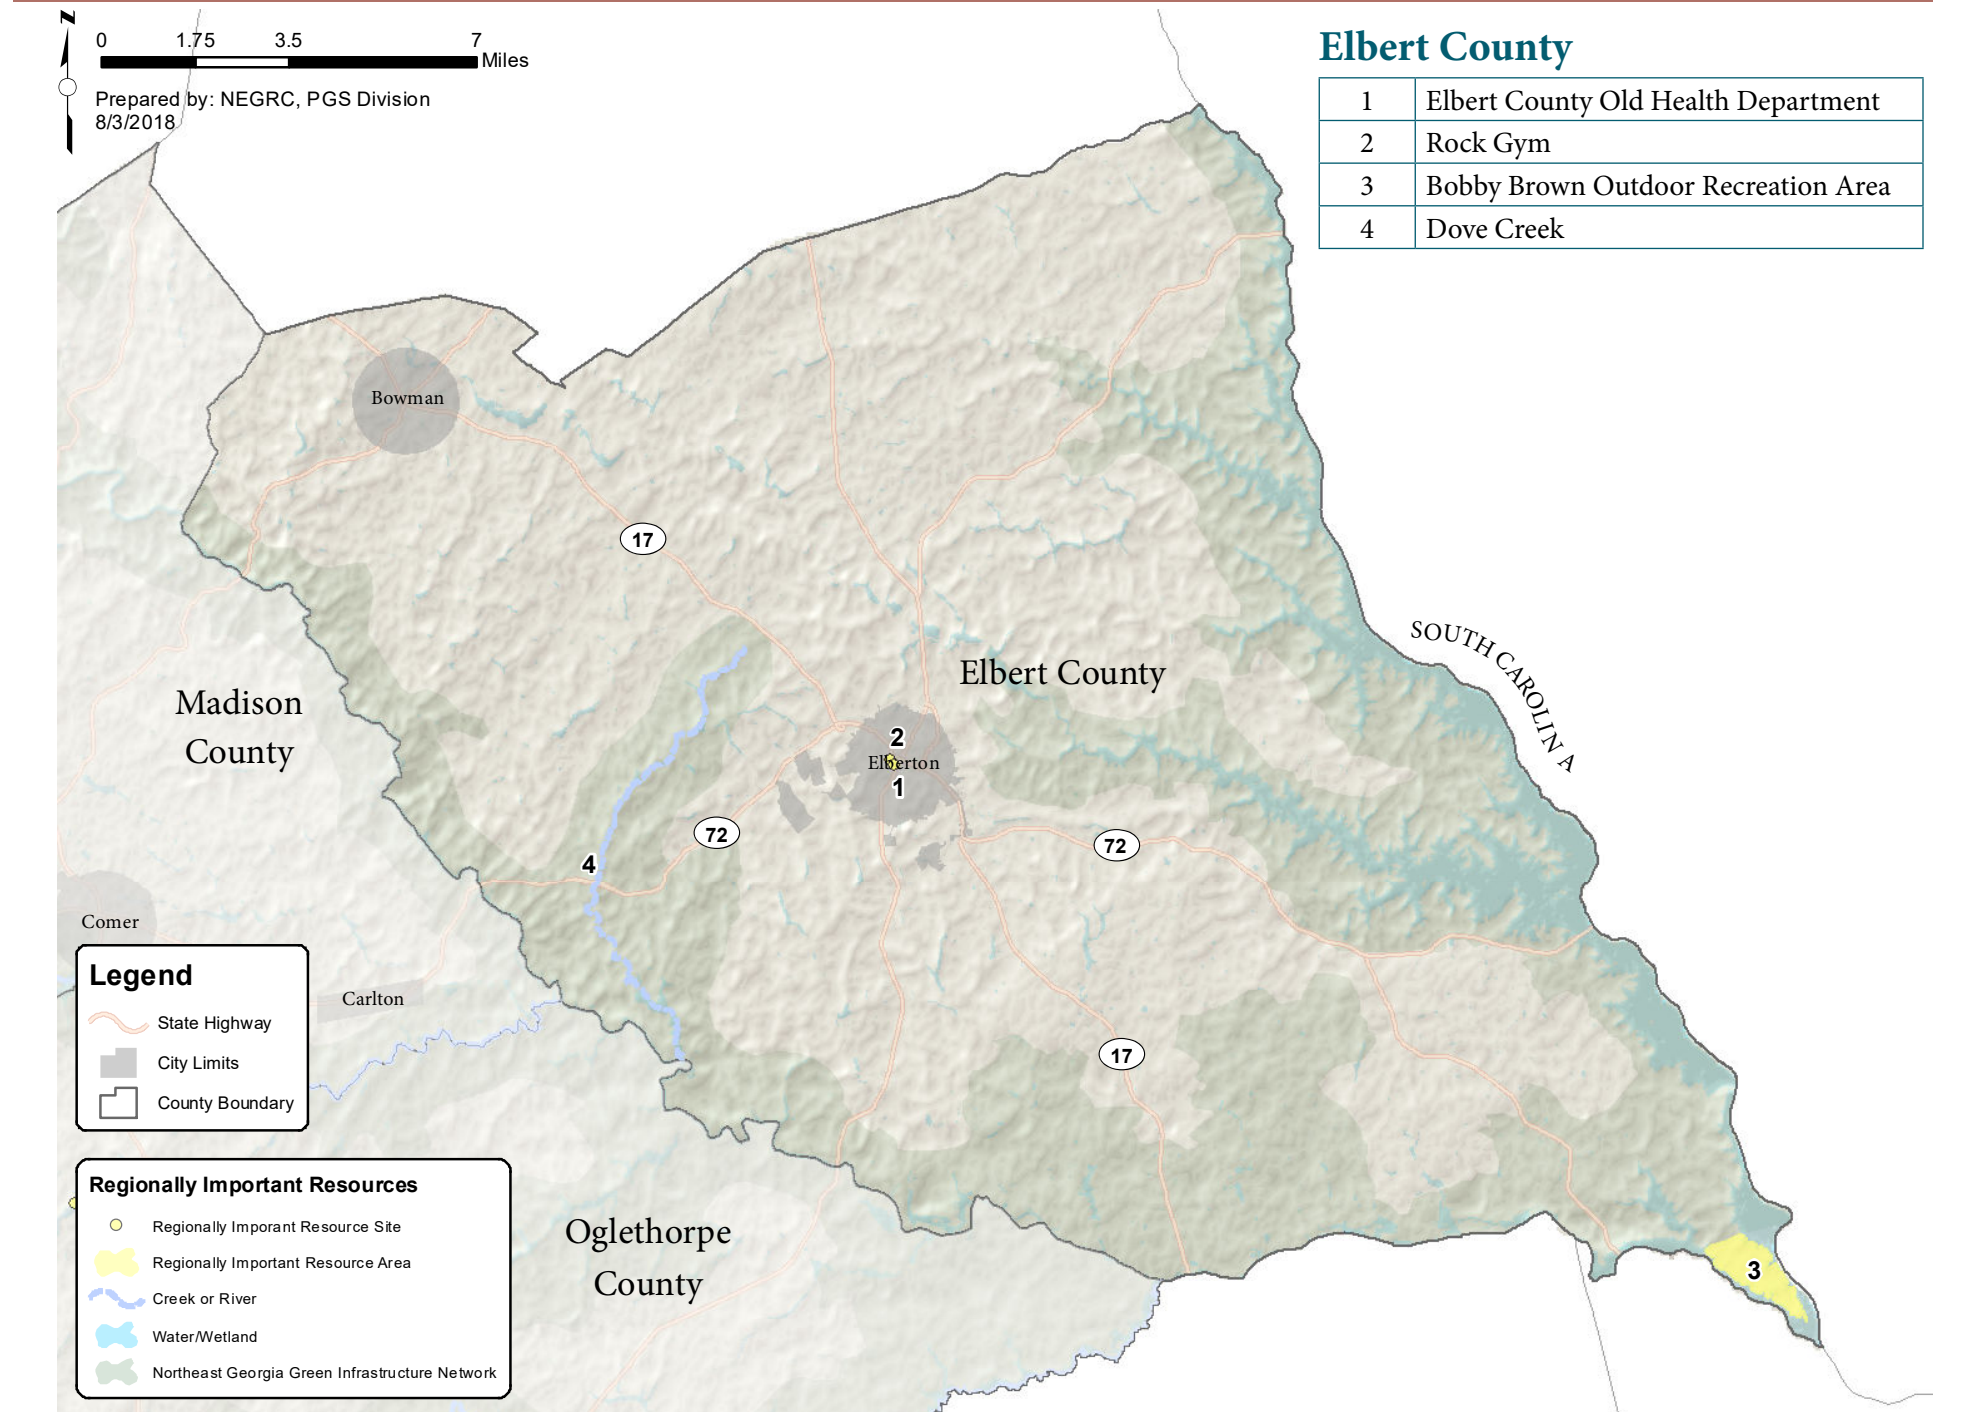 N
0 1.75 3.5 7
Miles
Prepared by: NEGRC, PGS Division
8/3/2018
Elbert County
1 Elbert County Old Health Department
2 Rock Gym
3 Bobby Brown Outdoor Recreation Area
4 Dove Creek
Bowman
17
SOUTH CAROLINA
Elbert County
Madison
County
2
Elberton
1
72
72
4
Comer
Carlton
17
Oglethorpe
County
3
Legend
State Highway
City Limits
County Boundary
Regionally Important Resources
Regionally Imporant Resource Site
Regionally Important Resource Area
Creek or River
Water/Wetland
Northeast Georgia Green Infrastructure Network